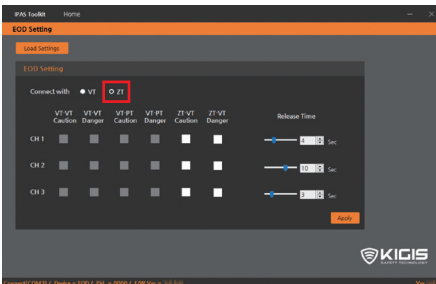 IPAS Toolkit Home
EOD Setting
Load Settings
EOD Setting
Connect with VT ZT
VT-VT Caution VT-VT Danger VT-PT Caution VT-PT Danger ZT-VT Caution ZT-VT Danger Release Time
CH 1 4 Sec
CH 2 10 Sec
CH 3 3 Sec
Apply
KIGIS